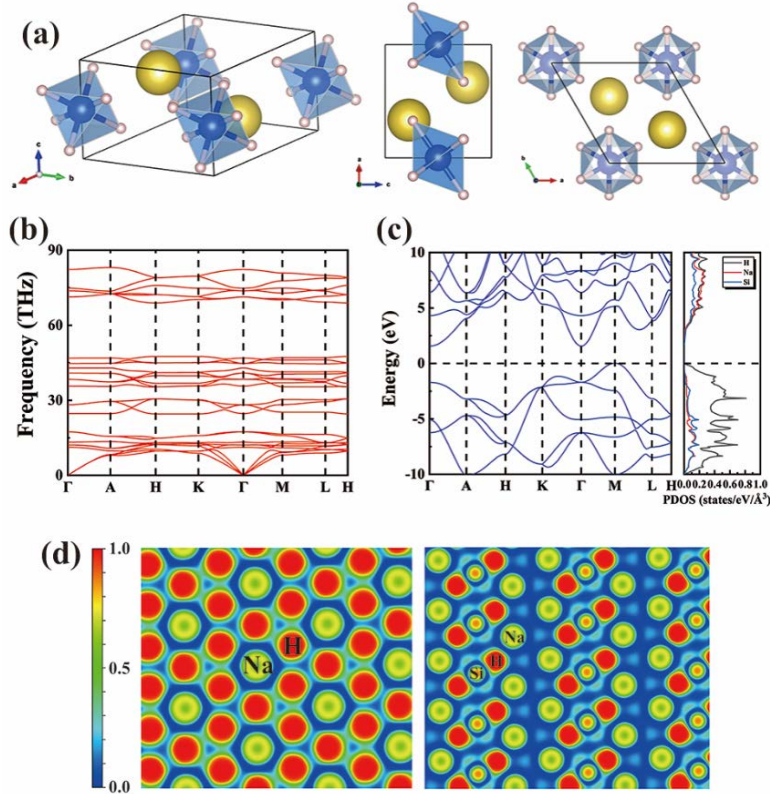 (a)
c
a
b
a
c
b
a
(b)
(c)
90
60
30
0
Frequency (THz)
Γ A H K Γ M L H
10
5
0
-5
-10
Energy (eV)
Γ A H K Γ M L H
H
Na
Si
0.0 0.2 0.4 0.6 0.8 1.0
PDOS (states/eV/Å³)
(d)
1.0
0.5
0.0
H
Na
Na
H
Si